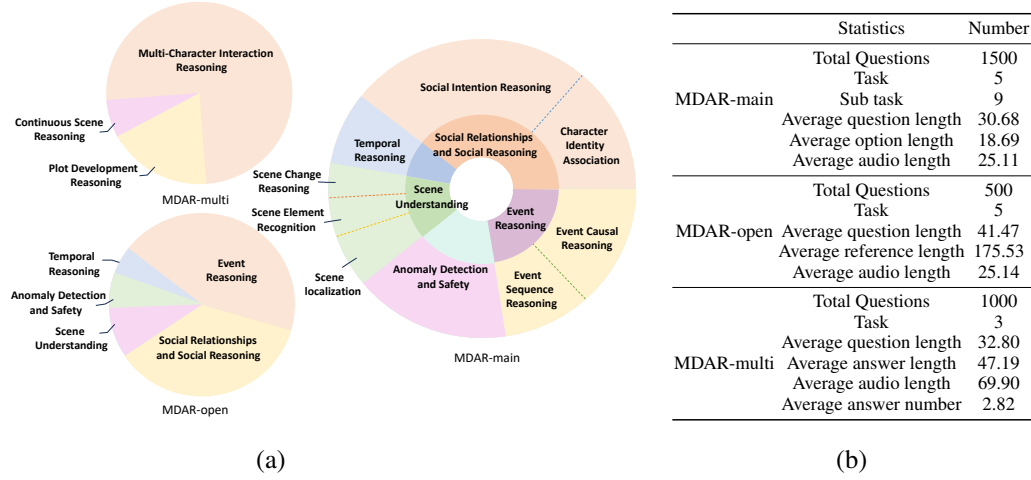 Multi-Character Interaction
Reasoning
Continuous Scene
Reasoning
Plot Development
Reasoning
MDAR-multi
Temporal
Reasoning
Event
Reasoning
Anomaly Detection
and Safety
Scene
Understanding
Social Relationships
and Social Reasoning
MDAR-open
Social Intention Reasoning
Character
Identity
Association
Social Relationships
and Social Reasoning
Temporal
Reasoning
Scene Change
Reasoning
Scene
Understanding
Scene Element
Recognition
Event
Reasoning
Event Causal
Reasoning
Scene
localization
Anomaly Detection
and Safety
Event
Sequence
Reasoning
MDAR-main
(a)
Statistics Number
Total Questions 1500
Task 5
MDAR-main Sub task 9
Average question length 30.68
Average option length 18.69
Average audio length 25.11
Total Questions 500
Task 5
MDAR-open Average question length 41.47
Average reference length 175.53
Average audio length 25.14
Total Questions 1000
Task 3
Average question length 32.80
MDAR-multi Average answer length 47.19
Average audio length 69.90
Average answer number 2.82
(b)